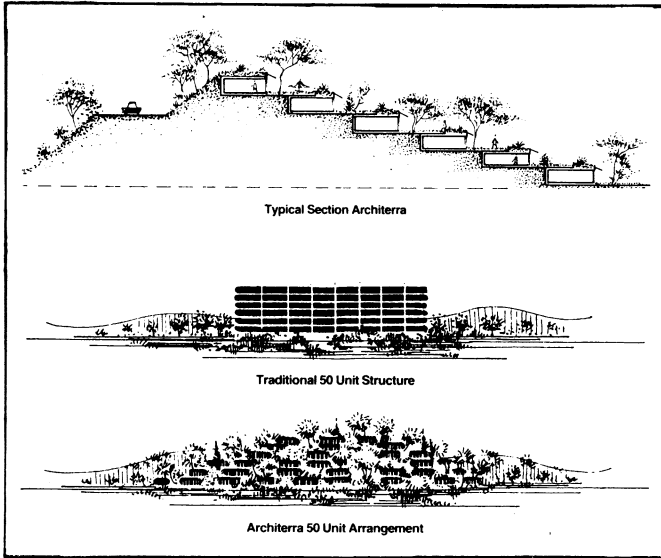 Typical Section Architerra
Traditional 50 Unit Structure
Architerra 50 Unit Arrangement